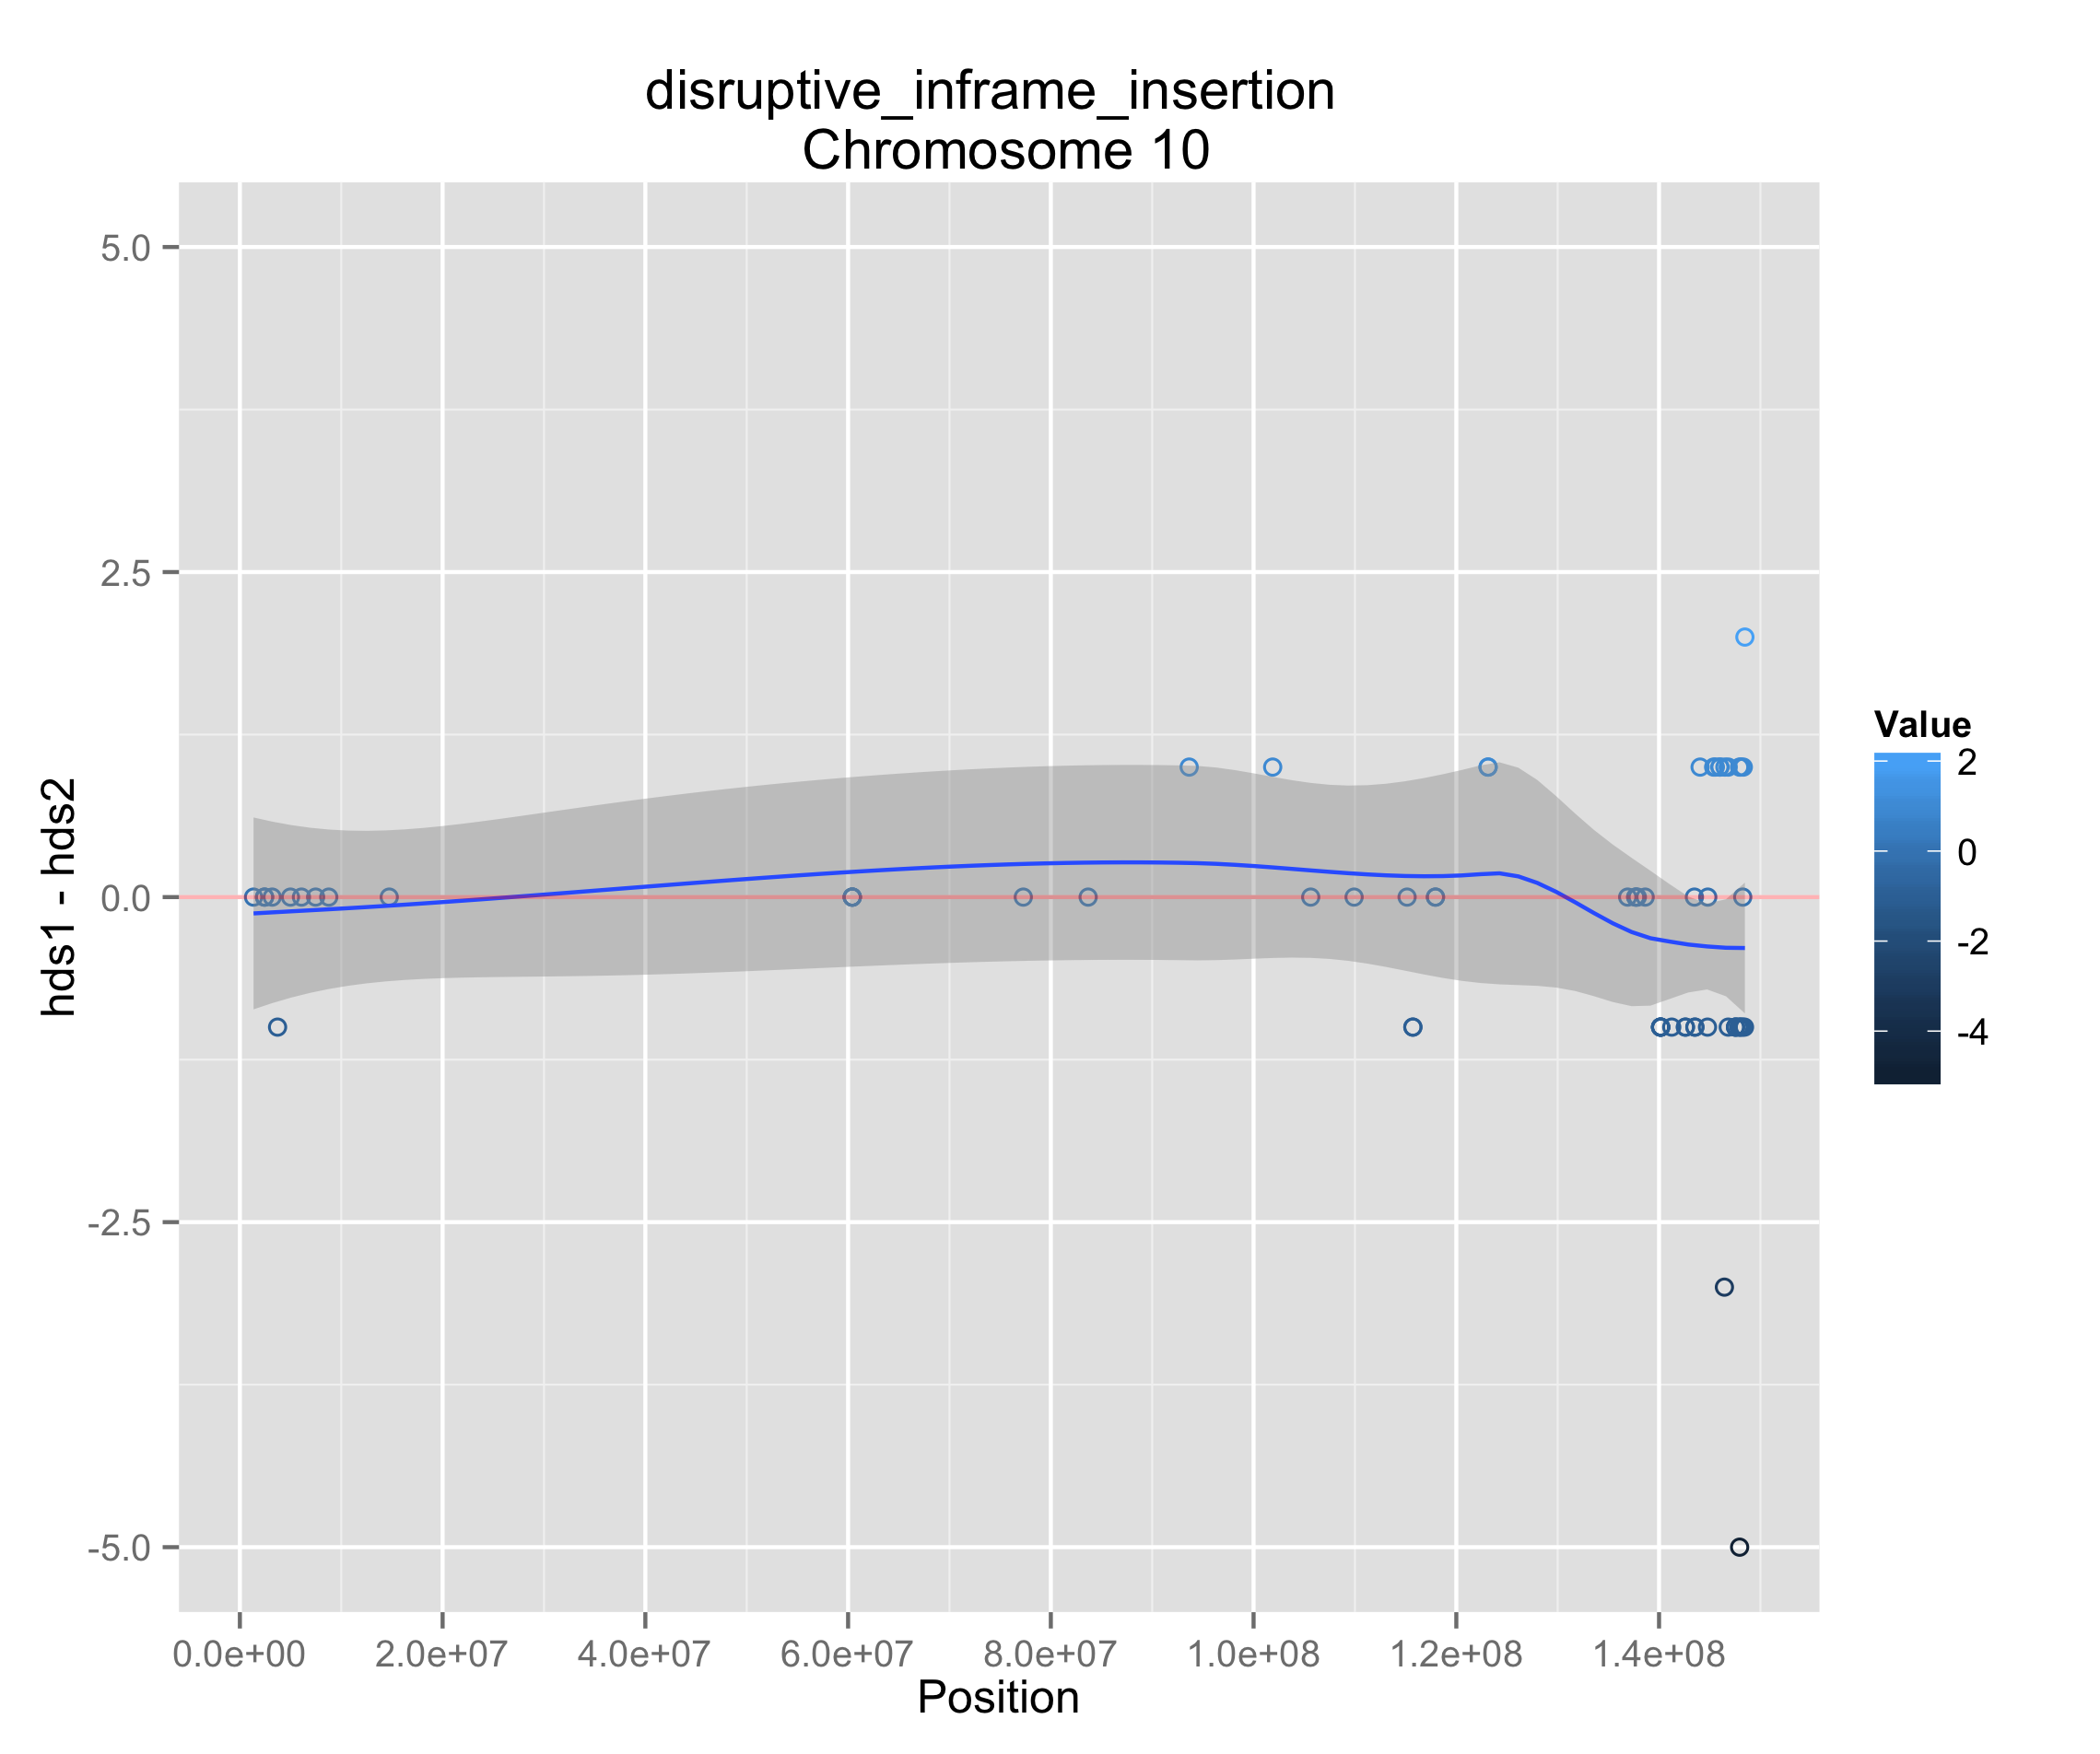 disruptive_inframe_insertion
Chromosome 10
5.0
2.5
0.0
-2.5
-5.0
hds1 - hds2
0.0e+00 2.0e+07 4.0e+07 6.0e+07 8.0e+07 1.0e+08 1.2e+08 1.4e+08
Position
Value
2
0
-2
-4